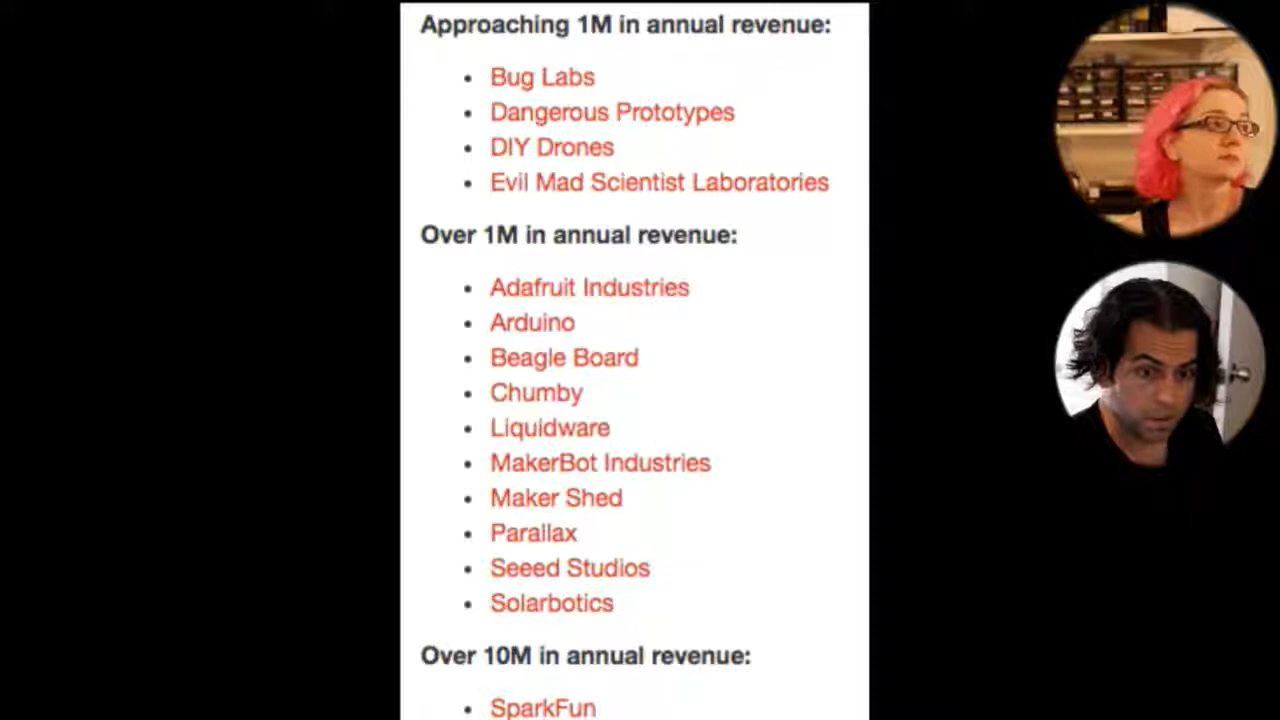 Approaching 1M in annual revenue:
• Bug Labs
• Dangerous Prototypes
• DIY Drones
• Evil Mad Scientist Laboratories
Over 1M in annual revenue:
• Adafruit Industries
• Arduino
• Beagle Board
• Chumby
• Liquidware
• MakerBot Industries
• Maker Shed
• Parallax
• Seeed Studios
• Solarbotics
Over 10M in annual revenue:
• SparkFun